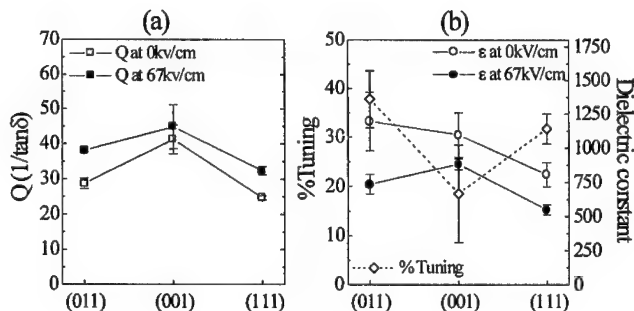 (a)
Q at 0kv/cm
Q at 67kv/cm
Q (1/tanδ)
70
60
50
40
30
20
10
0
(011)
(001)
(111)
(b)
ε at 0kV/cm
ε at 67kV/cm
%Tuning
50
40
30
20
10
0
%Tuning
(011)
(001)
(111)
1750
1500
1250
1000
750
500
250
0
Dielectric constant